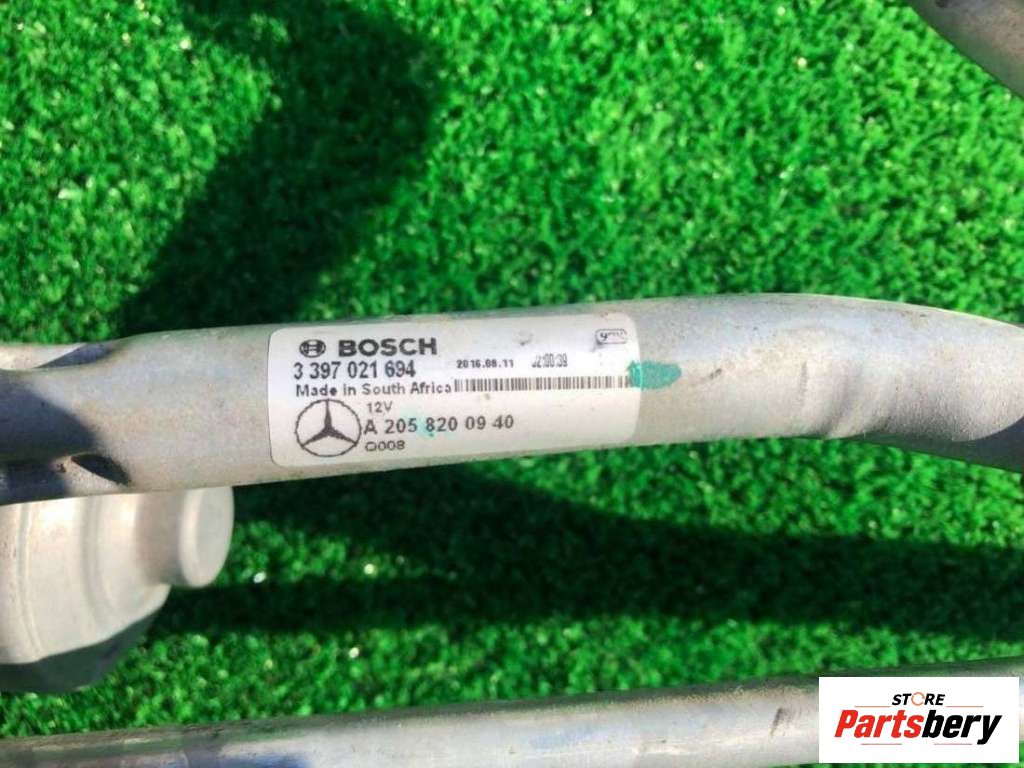 BOSCH
3 397 021 694
2016.08.11
Made in South Africa
12V
A 205 820 09 40
Q008
STORE
Partsbery